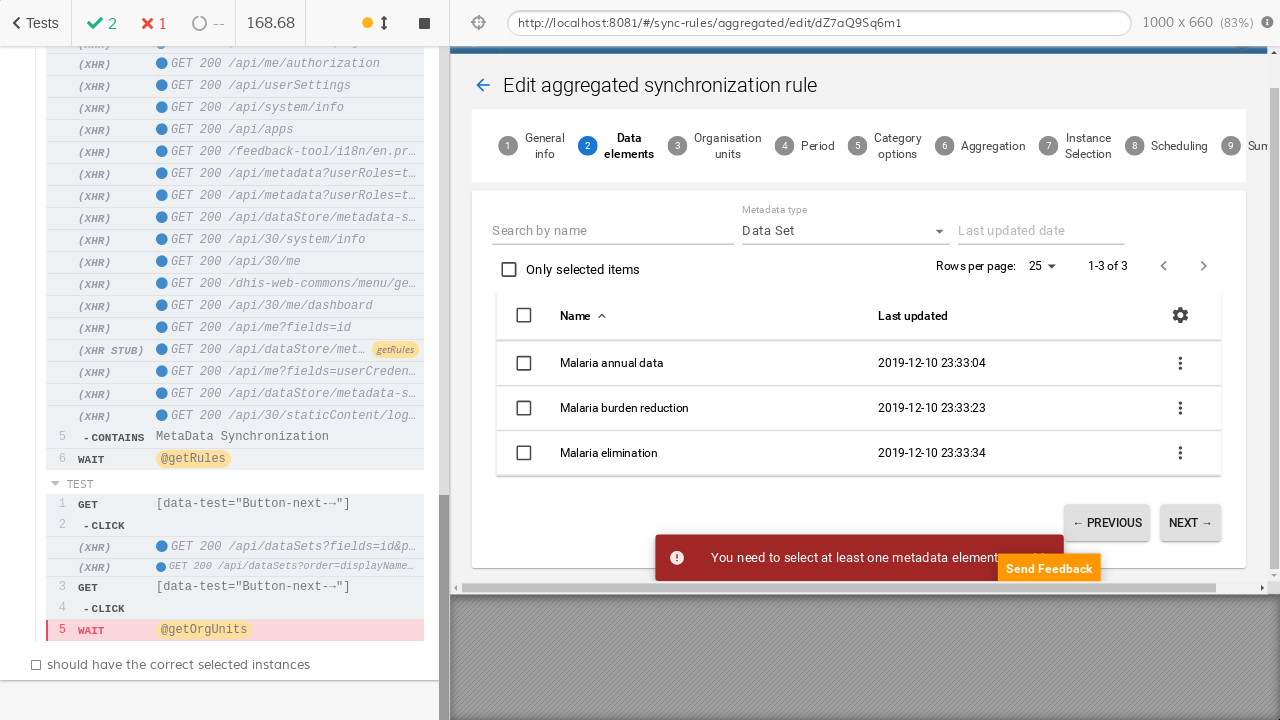 Tests
2
1
--
168.68
http://localhost:8081/#/sync-rules/aggregated/edit/dZ7aQ9Sq6m1
1000 x 660 (83%)
(XHR) GET 200 /api/me/authorization
(XHR) GET 200 /api/userSettings
(XHR) GET 200 /api/system/info
(XHR) GET 200 /api/apps
(XHR) GET 200 /feedback-tool/i18n/en.pr…
(XHR) GET 200 /api/metadata?userRoles=t…
(XHR) GET 200 /api/metadata?userRoles=t…
(XHR) GET 200 /api/dataStore/metadata-s…
(XHR) GET 200 /api/30/system/info
(XHR) GET 200 /api/30/me
(XHR) GET 200 /dhis-web-commons/menu/ge…
(XHR) GET 200 /api/30/me/dashboard
(XHR) GET 200 /api/me?fields=id
(XHR STUB) GET 200 /api/dataStore/met… getRules
(XHR) GET 200 /api/me?fields=userCreden…
(XHR) GET 200 /api/dataStore/metadata-s…
(XHR) GET 200 /api/30/staticContent/log…
5 -CONTAINS MetaData Synchronization
6 WAIT @getRules
TEST
1 GET [data-test="Button-next-→"]
2 -CLICK
(XHR) GET 200 /api/dataSets?fields=id&p…
(XHR) GET 200 /api/dataSets?order=displayName…
3 GET [data-test="Button-next-→"]
4 -CLICK
5 WAIT @getOrgUnits
should have the correct selected instances
Edit aggregated synchronization rule
1 General info
2 Data elements
3 Organisation units
4 Period
5 Category options
6 Aggregation
7 Instance Selection
8 Scheduling
9 Sum
Search by name
Metadata type
Data Set
Last updated date
Only selected items
Rows per page: 25 1-3 of 3
Name Last updated
Malaria annual data 2019-12-10 23:33:04
Malaria burden reduction 2019-12-10 23:33:23
Malaria elimination 2019-12-10 23:33:34
← PREVIOUS NEXT →
You need to select at least one metadata element
Send Feedback